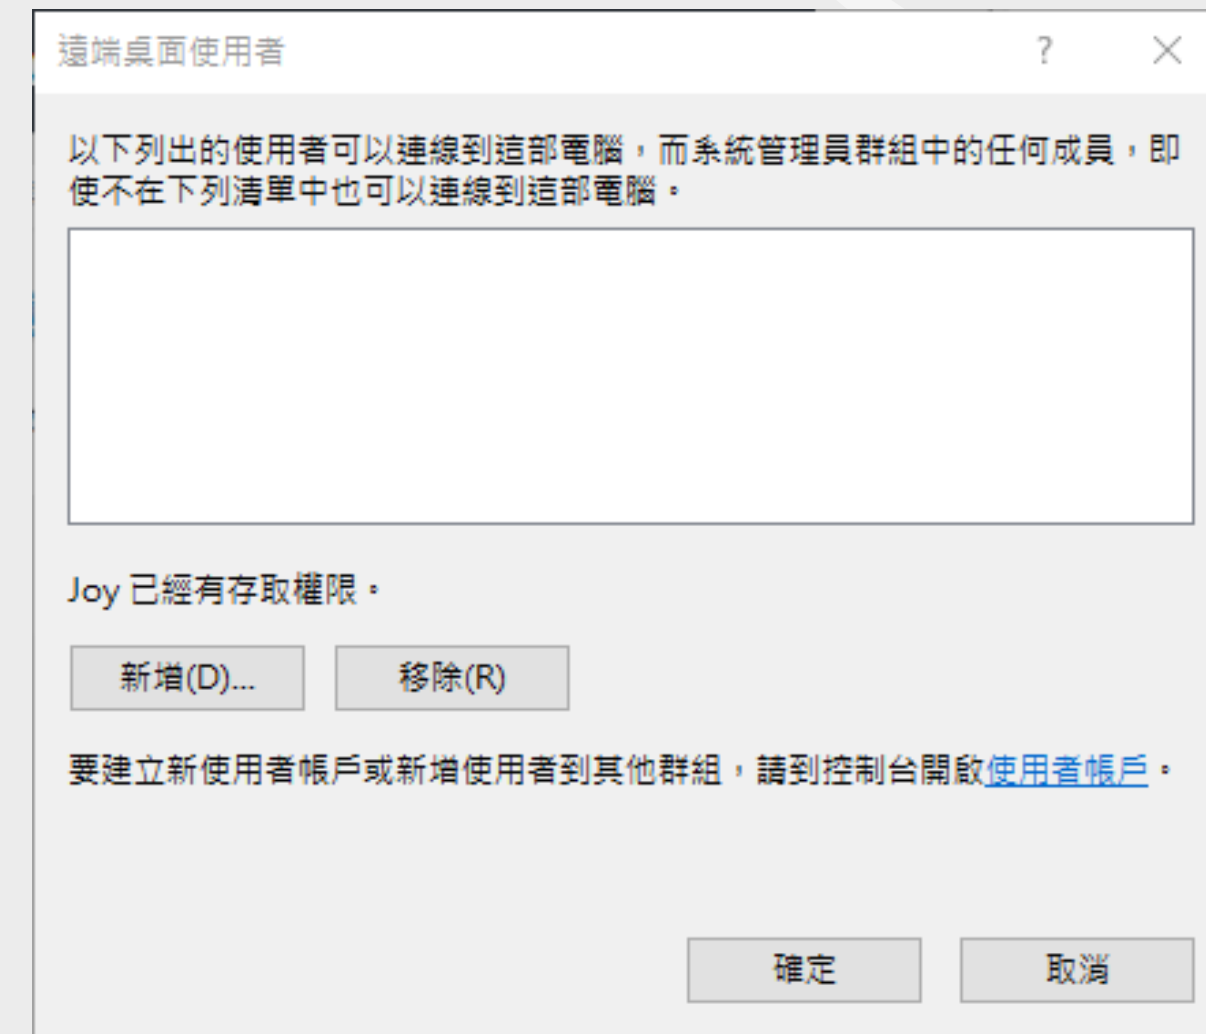 遠端桌面使用者
?
以下列出的使用者可以連線到這部電腦，而系統管理員群組中的任何成員，即
使不在下列清單中也可以連線到這部電腦。
Joy 已經有存取權限。
新增(D)...
移除(R)
要建立新使用者帳戶或新增使用者到其他群組，請到控制台開啟使用者帳戶。
確定
取消